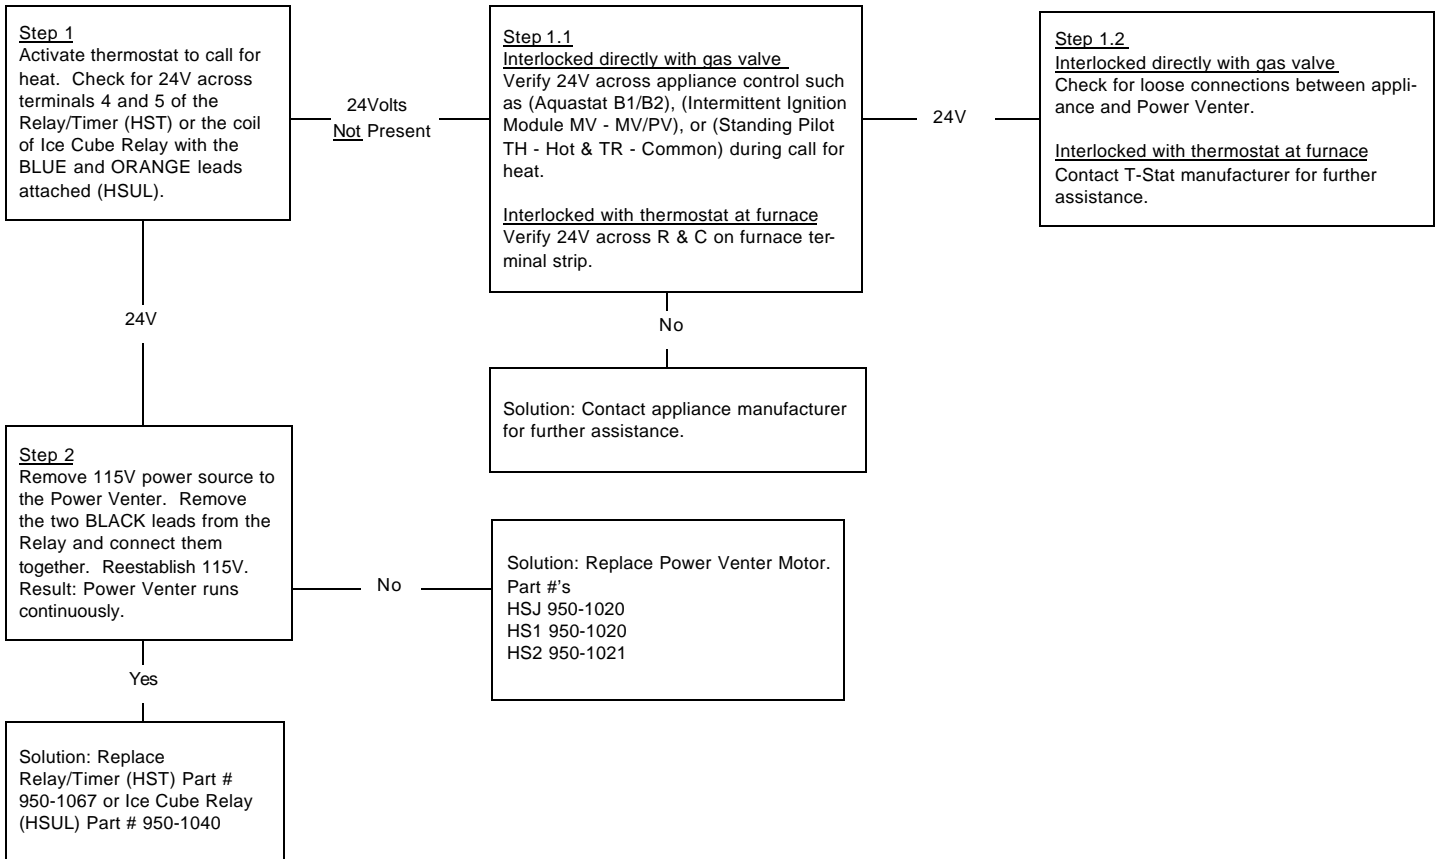 Step 1
Activate thermostat to call for
heat.  Check for 24V across
terminals 4 and 5 of the
Relay/Timer (HST) or the coil
of Ice Cube Relay with the
BLUE and ORANGE leads
attached (HSUL).
24Volts
Not Present
Step 1.1
Interlocked directly with gas valve
Verify 24V across appliance control such
as (Aquastat B1/B2), (Intermittent Ignition
Module MV - MV/PV), or (Standing Pilot
TH - Hot & TR - Common) during call for
heat.
Interlocked with thermostat at furnace
Verify 24V across R & C on furnace ter-
minal strip.
24V
Step 1.2
Interlocked directly with gas valve
Check for loose connections between appli-
ance and Power Venter.
Interlocked with thermostat at furnace
Contact T-Stat manufacturer for further
assistance.
24V
No
Solution: Contact appliance manufacturer
for further assistance.
Step 2
Remove 115V power source to
the Power Venter.  Remove
the two BLACK leads from the
Relay and connect them
together.  Reestablish 115V.
Result: Power Venter runs
continuously.
No
Solution: Replace Power Venter Motor.
Part #'s
HSJ 950-1020
HS1 950-1020
HS2 950-1021
Yes
Solution: Replace
Relay/Timer (HST) Part #
950-1067 or Ice Cube Relay
(HSUL) Part # 950-1040